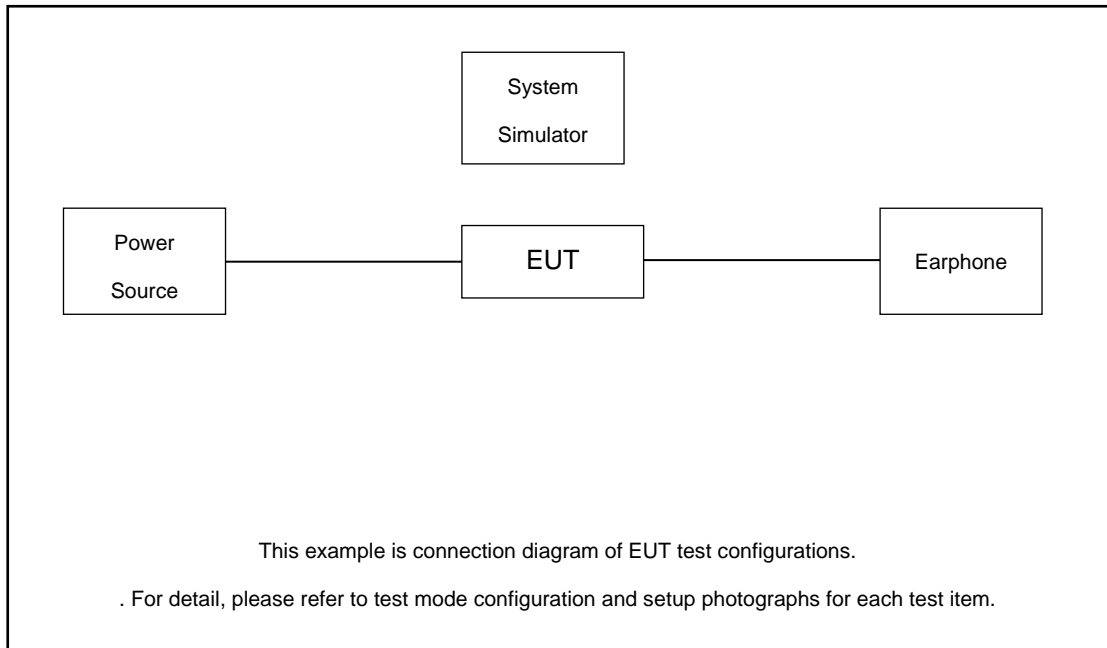 System
Simulator
Power
Source
EUT
Earphone
This example is connection diagram of EUT test configurations.
. For detail, please refer to test mode configuration and setup photographs for each test item.